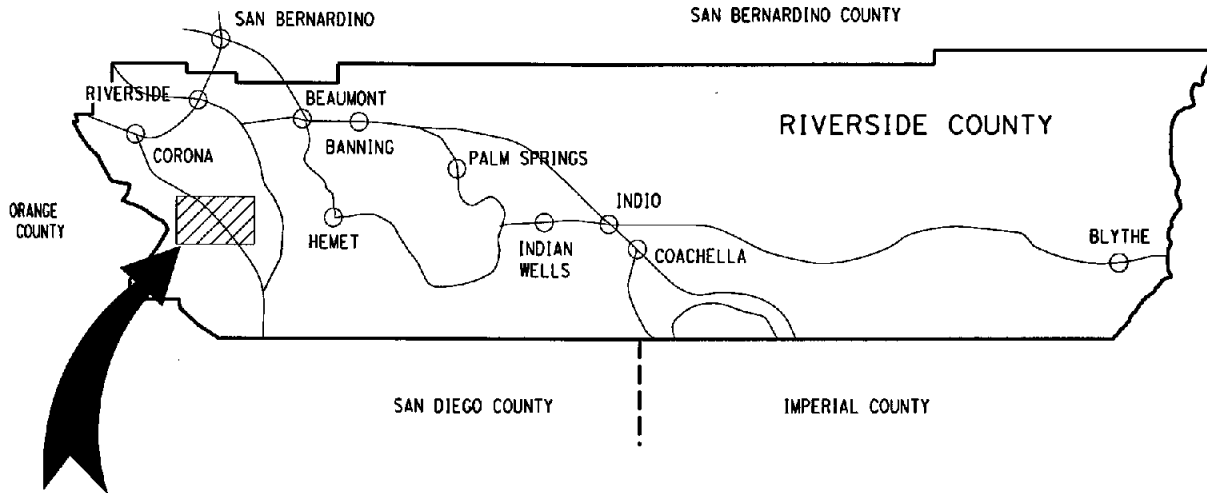 SAN BERNARDINO
SAN BERNARDINO COUNTY
RIVERSIDE
BEAUMONT
RIVERSIDE COUNTY
CORONA
BANNING
PALM SPRINGS
ORANGE
COUNTY
HEMET
INDIAN
WELLS
INDIO
COACHELLA
BLYTHE
SAN DIEGO COUNTY
IMPERIAL COUNTY